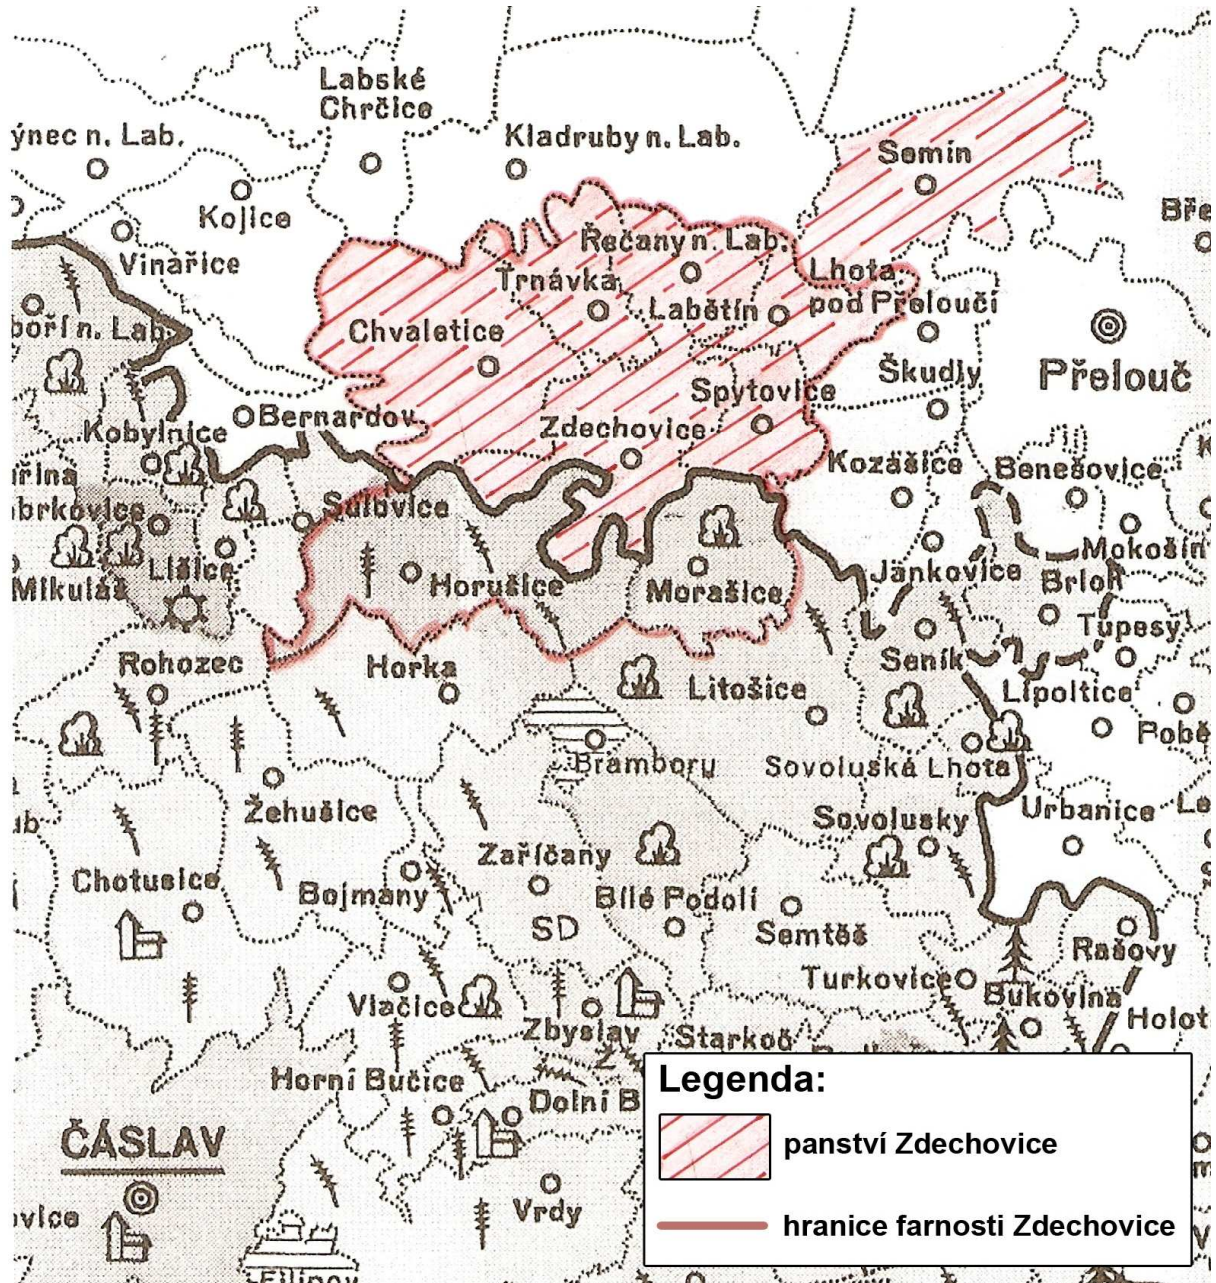 Labské
Chrčice
Kladruby n. Lab.
ýnec n. Lab.
Semín
Kojice
Vinařice
Řečany n. Lab.
Trnávka
Lhota
pod Přeloučí
Labětín
Chvaletice
Škudly
Přelouč
Spytovice
Bernardov
Kobylnice
Zdechovice
Kozašice
Benešovice
Sulovice
Mokošín
Mikuláš
Lišice
Horušice
Morašice
Jankovice
Brloh
Tupesy
Rohozec
Horka
Seník
Litošice
Lipoltice
Brambory
Sovoluská Lhota
Žehušice
Sovolusky
Urbanice
Zaříčany
Chotusice
Bojmany
Bílé Podolí
SD
Semtěš
Rašovy
Turkovice
Bukovina
Vlačice
Zbyslav
Starkoč
Horní Bučice
Dolní B
Legenda:
panství Zdechovice
hranice farnosti Zdechovice
ČÁSLAV
Vrdy
Filipov